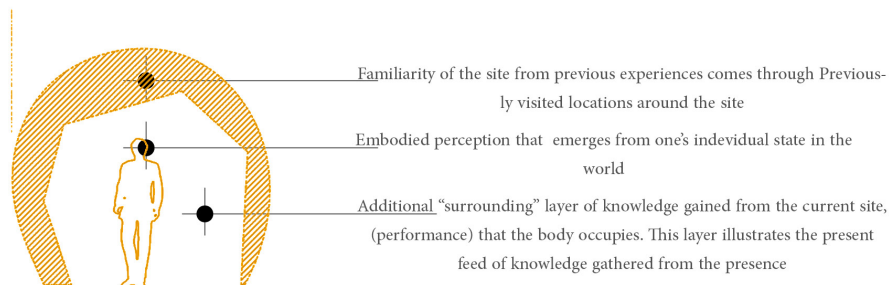 Familiarity of the site from previous experiences comes through Previous-
ly visited locations around the site
Embodied perception that emerges from one’s indevidual state in the
world
Additional “surrounding” layer of knowledge gained from the current site,
(performance) that the body occupies. This layer illustrates the present
feed of knowledge gathered from the presence